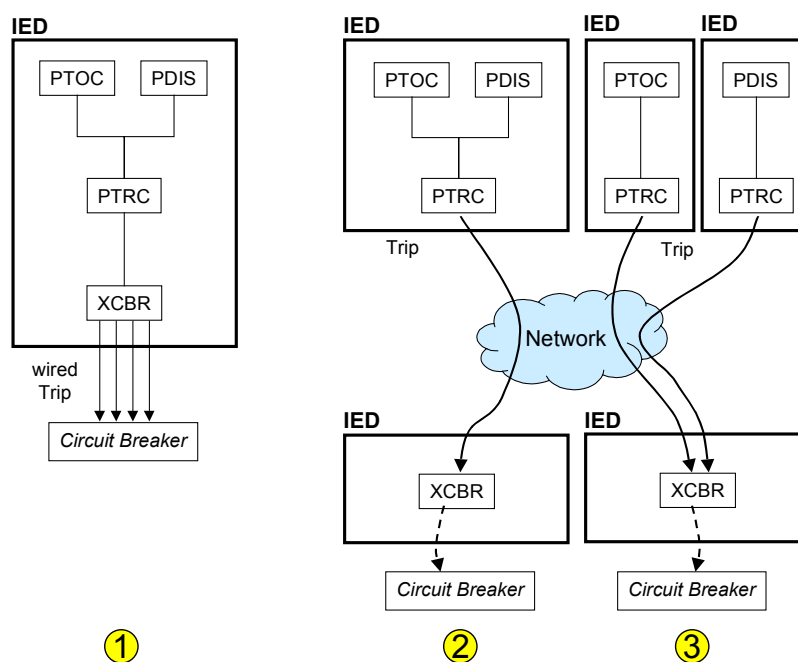 IED
PTOC
PDIS
PTRC
XCBR
wired
Trip
Circuit Breaker
1
IED
PTOC
PDIS
PTRC
Trip
IED
PTOC
PTRC
IED
PDIS
PTRC
Trip
Network
IED
XCBR
Circuit Breaker
2
IED
XCBR
Circuit Breaker
3